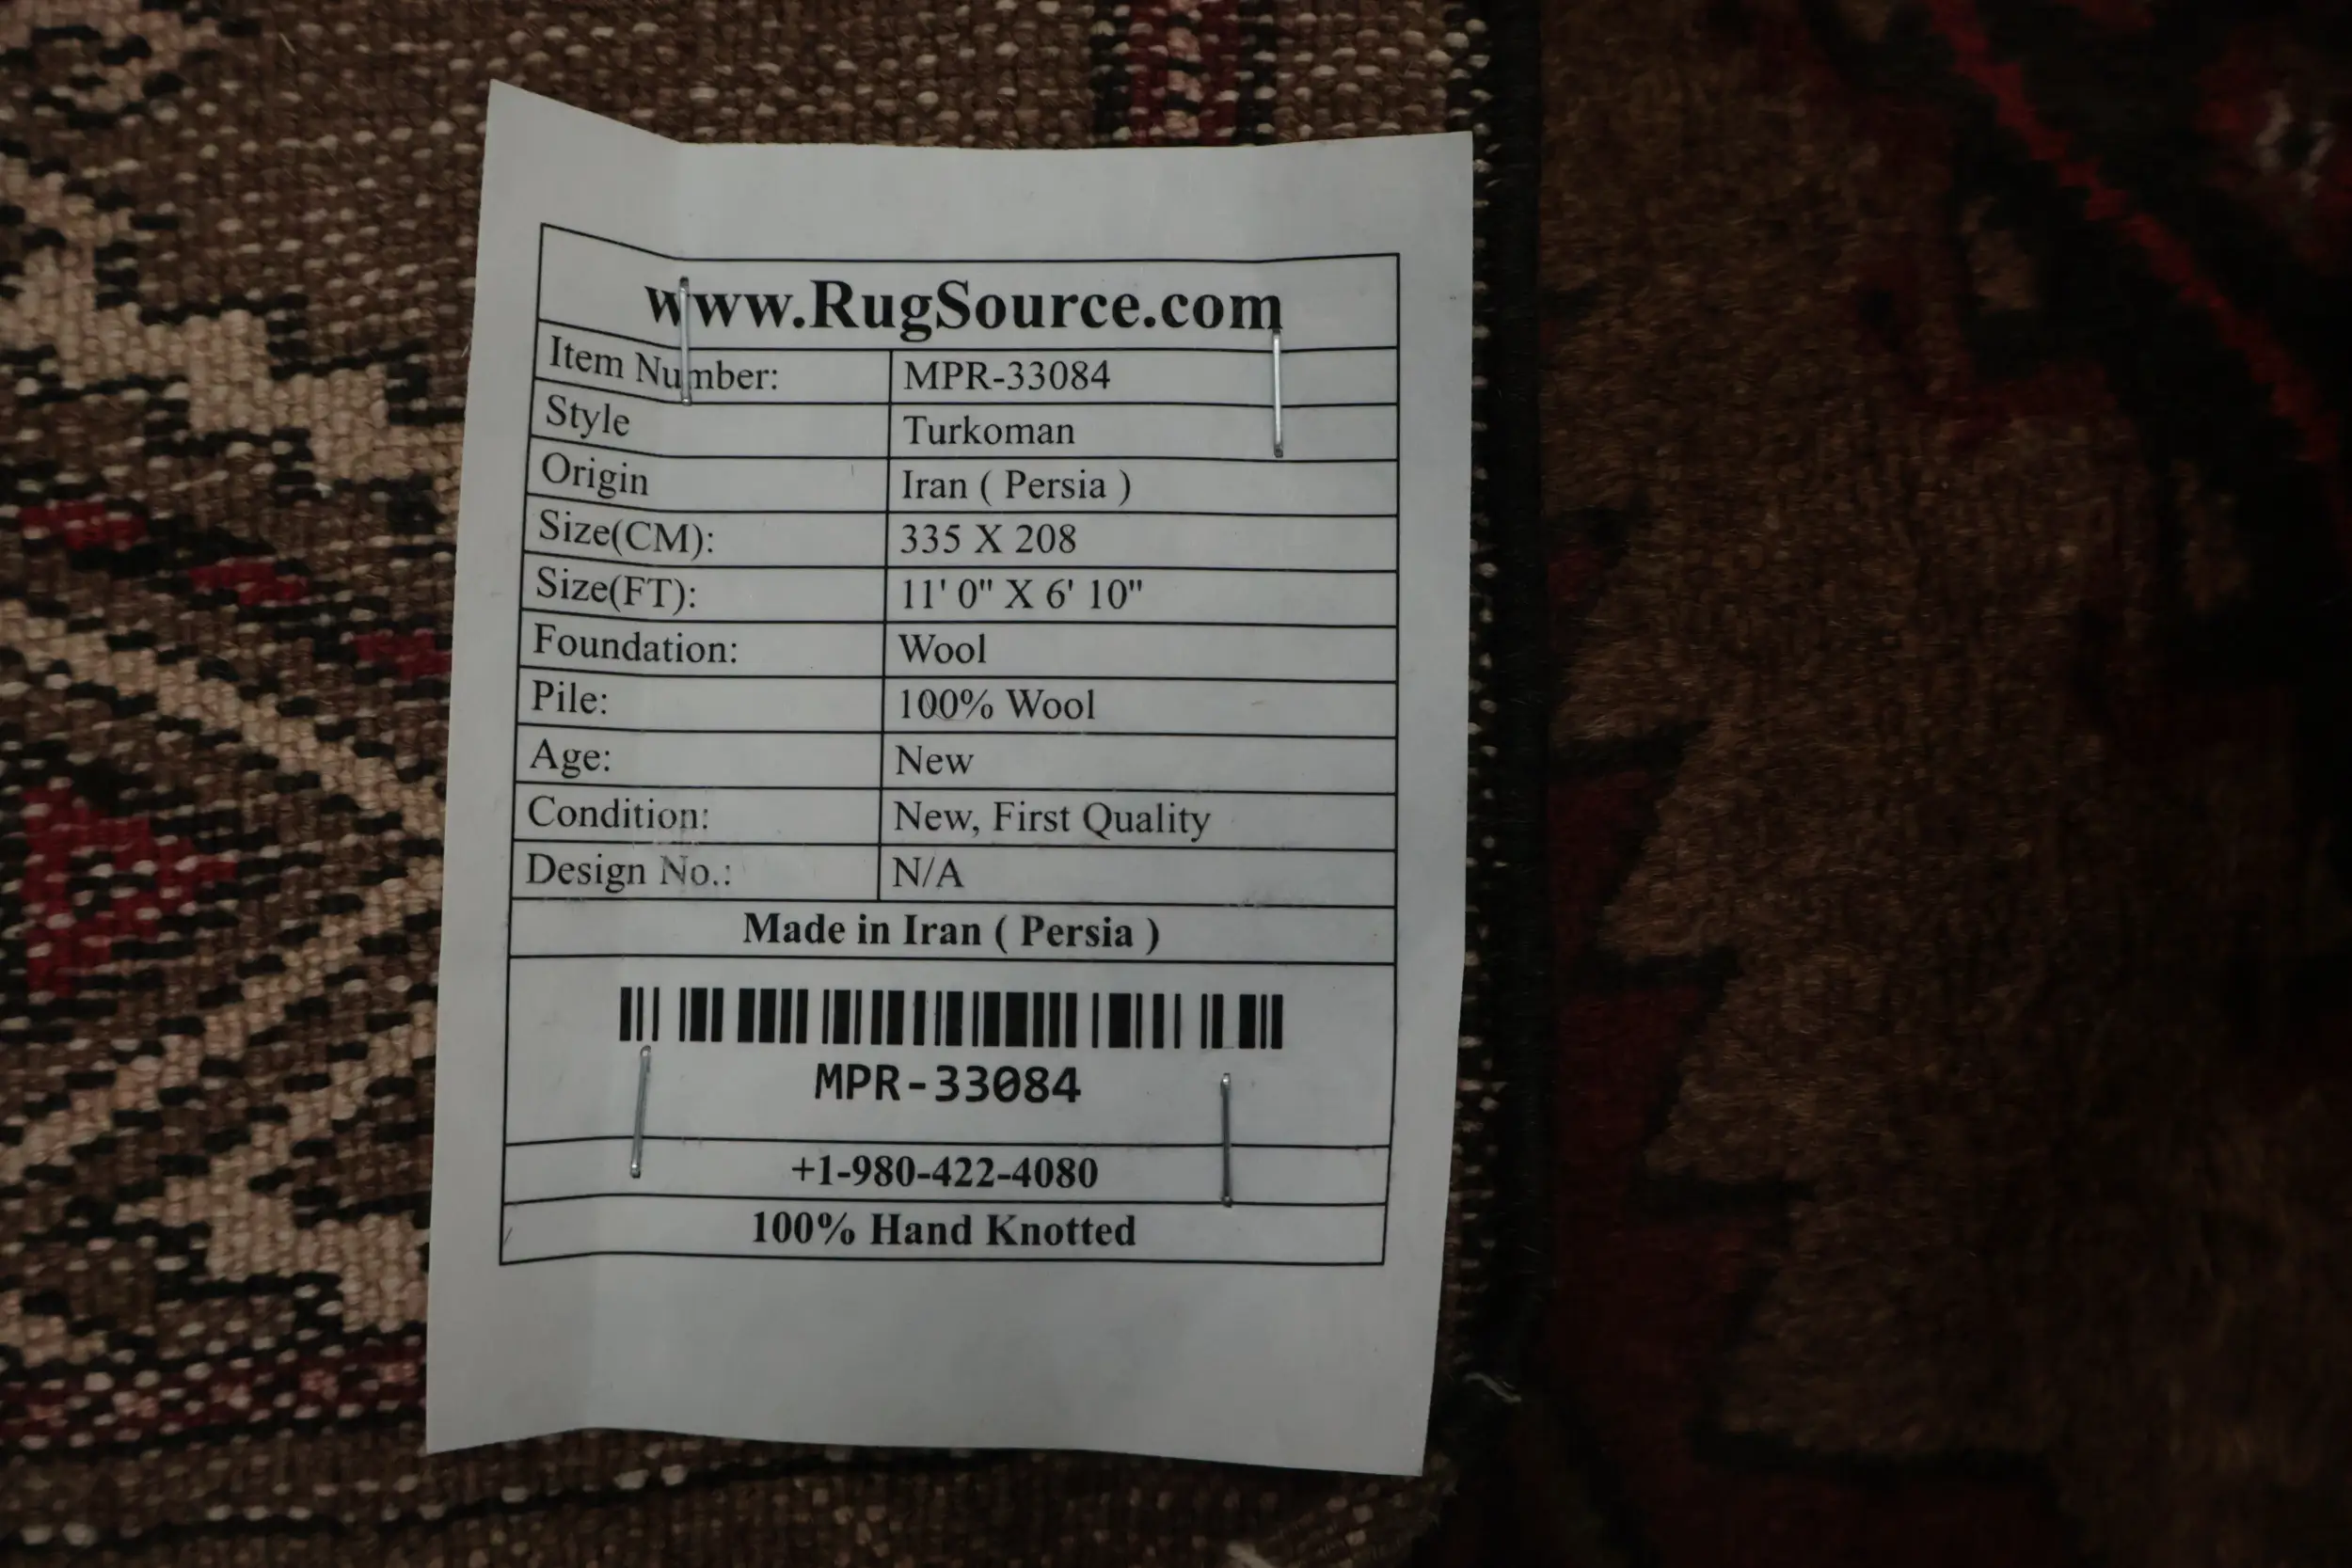 www.RugSource.com
Item Number: MPR-33084
Style Turkoman
Origin Iran ( Persia )
Size(CM): 335 X 208
Size(FT): 11' 0" X 6' 10"
Foundation: Wool
Pile: 100% Wool
Age: New
Condition: New, First Quality
Design No.: N/A
Made in Iran ( Persia )
MPR-33084
+1-980-422-4080
100% Hand Knotted